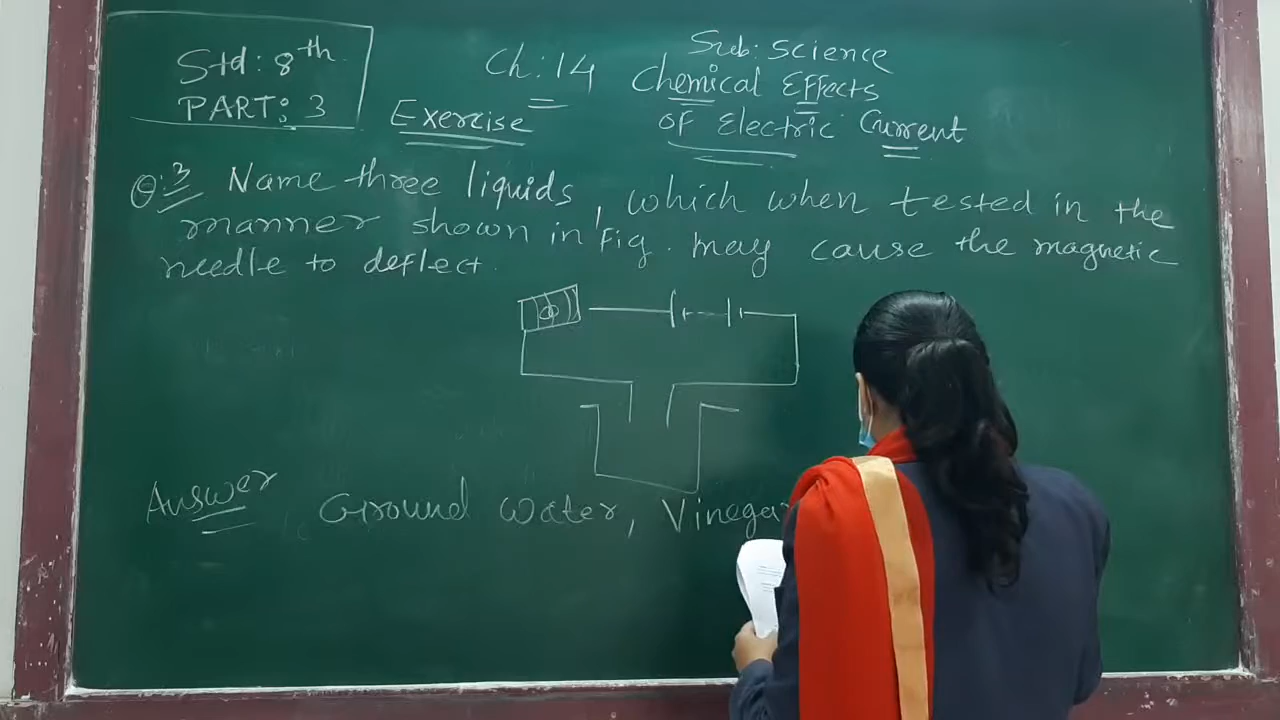 Std: 8th
PART: 3
Ch: 14
Sub: Science
Chemical Effects
OF Electric Current
Exercise
Q:3 Name three liquids, which when tested in the
manner shown in Fig. may cause the magnetic
needle to deflect.
Answer Ground water, Vinegar